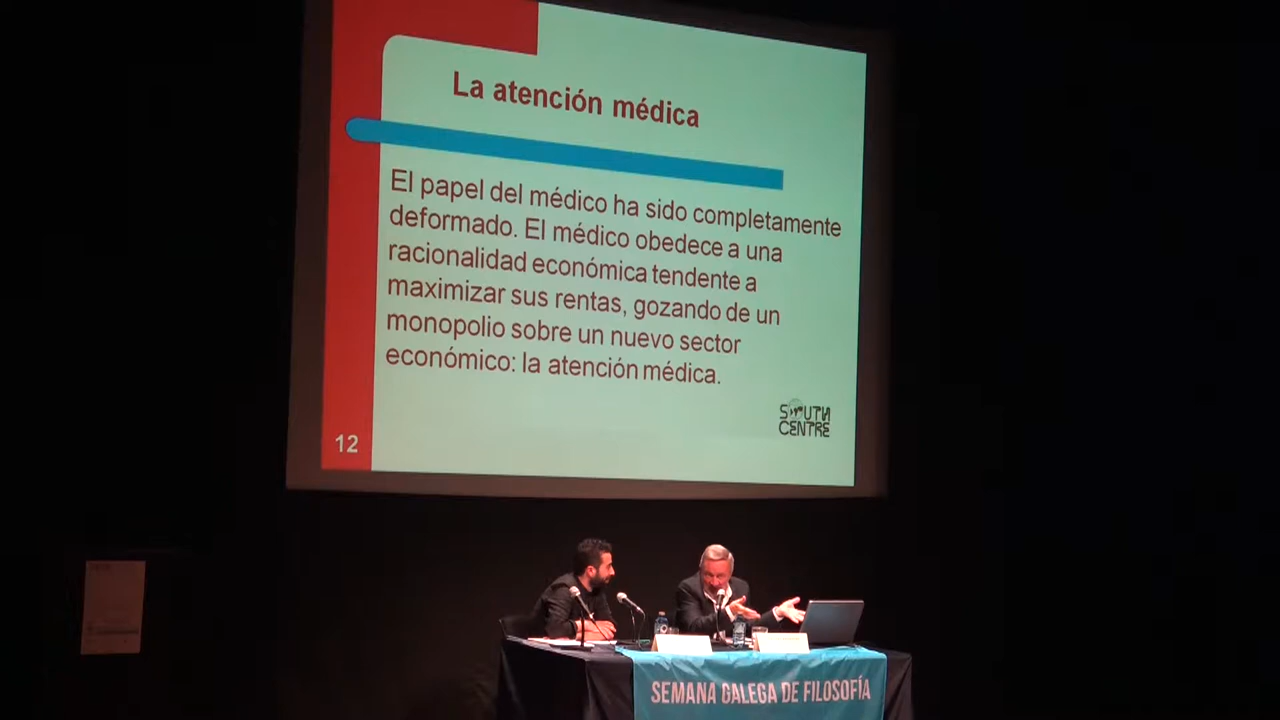 La atención médica
El papel del médico ha sido completamente
deformado. El médico obedece a una
racionalidad económica tendente a
maximizar sus rentas, gozando de un
monopolio sobre un nuevo sector
económico: la atención médica.
SOUTH
CENTRE
12
SEMANA GALEGA DE FILOSOFÍA